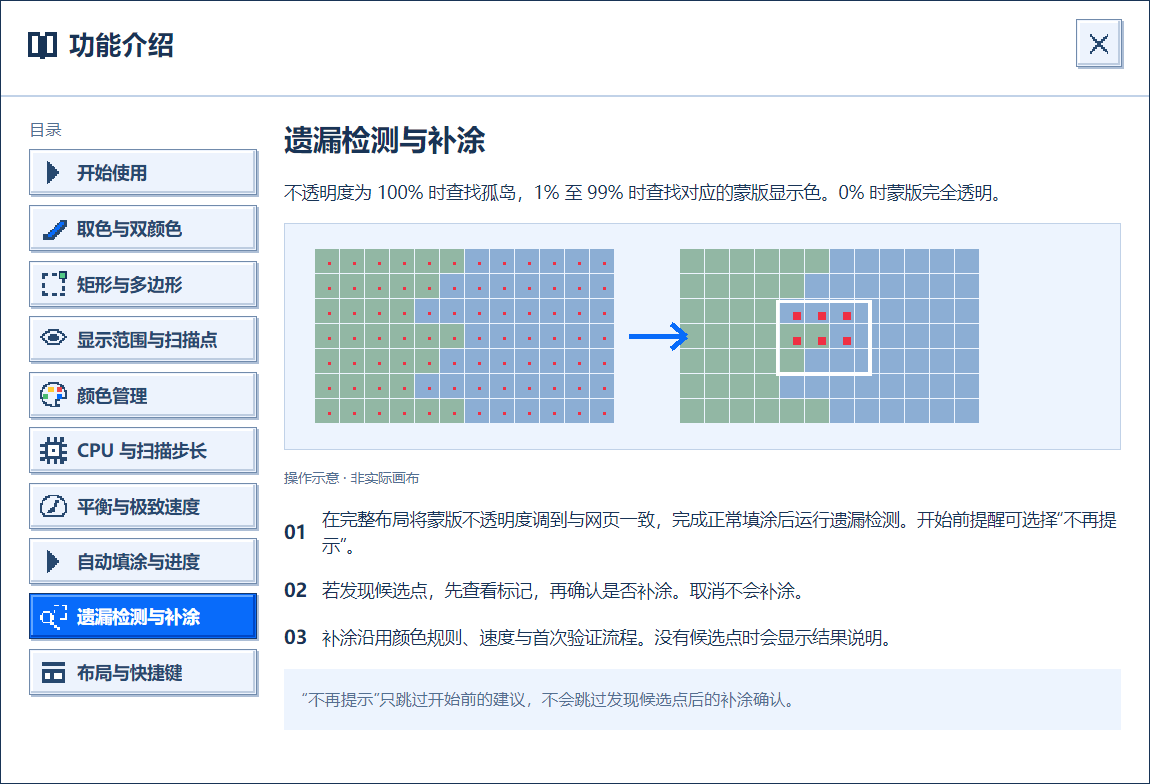 功能介绍
目录
开始使用
取色与双颜色
矩形与多边形
显示范围与扫描点
颜色管理
CPU 与扫描步长
平衡与极致速度
自动填涂与进度
遗漏检测与补涂
布局与快捷键
遗漏检测与补涂
不透明度为 100% 时查找孤岛，1% 至 99% 时查找对应的蒙版显示色。0% 时蒙版完全透明。
操作示意 · 非实际画布
01 在完整布局将蒙版不透明度调到与网页一致，完成正常填涂后运行遗漏检测。开始前提醒可选择“不再提
示”。
02 若发现候选点，先查看标记，再确认是否补涂。取消不会补涂。
03 补涂沿用颜色规则、速度与首次验证流程。没有候选点时会显示结果说明。
“不再提示”只跳过开始前的建议，不会跳过发现候选点后的补涂确认。